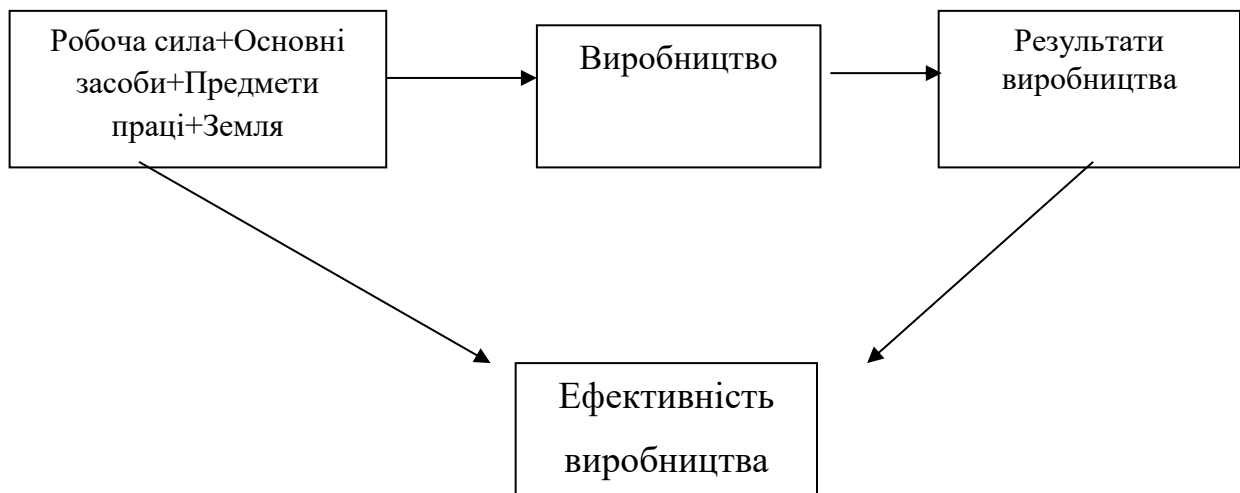 Робоча сила+Основні
засоби+Предмети
праці+Земля
Виробництво
Результати
виробництва
Ефективність
виробництва